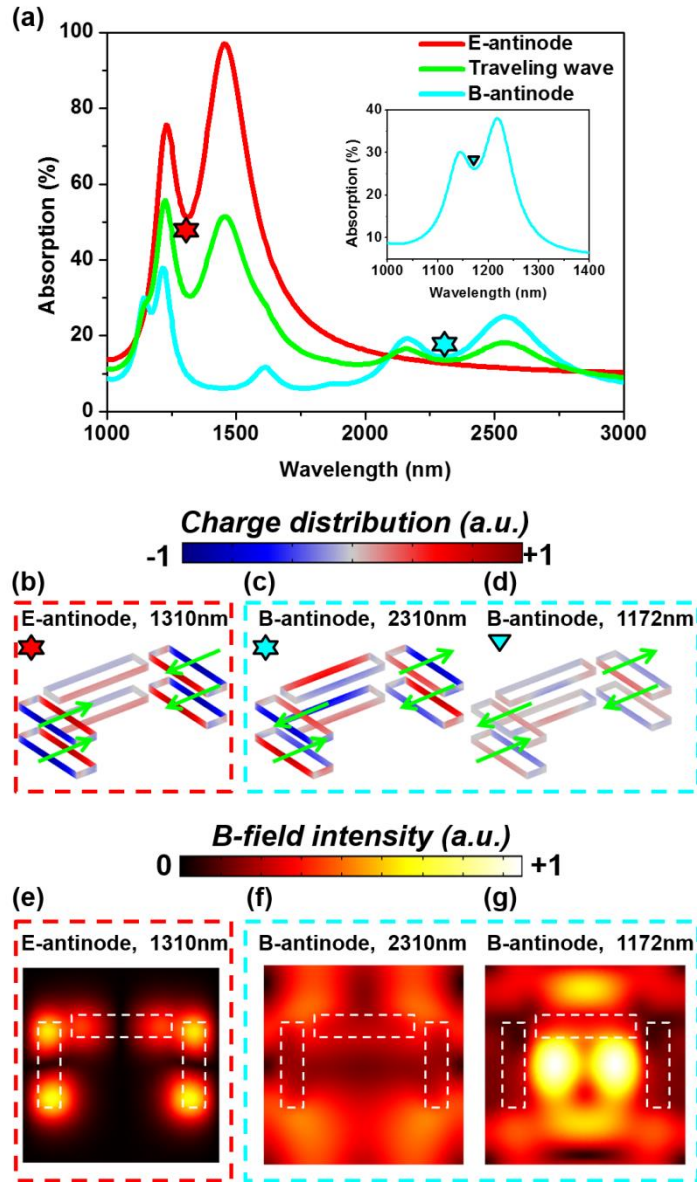 (a)
E-antinode
Traveling wave
B-antinode
Absorption (%)
100
80
60
40
20
0
1000 1500 2000 2500 3000
Wavelength (nm)
Absorption (%)
40
30
20
10
1000 1100 1200 1300 1400
Wavelength (nm)
Charge distribution (a.u.)
-1 +1
(b) (c) (d)
E-antinode, 1310nm B-antinode, 2310nm B-antinode, 1172nm
B-field intensity (a.u.)
0 +1
(e) (f) (g)
E-antinode, 1310nm B-antinode, 2310nm B-antinode, 1172nm